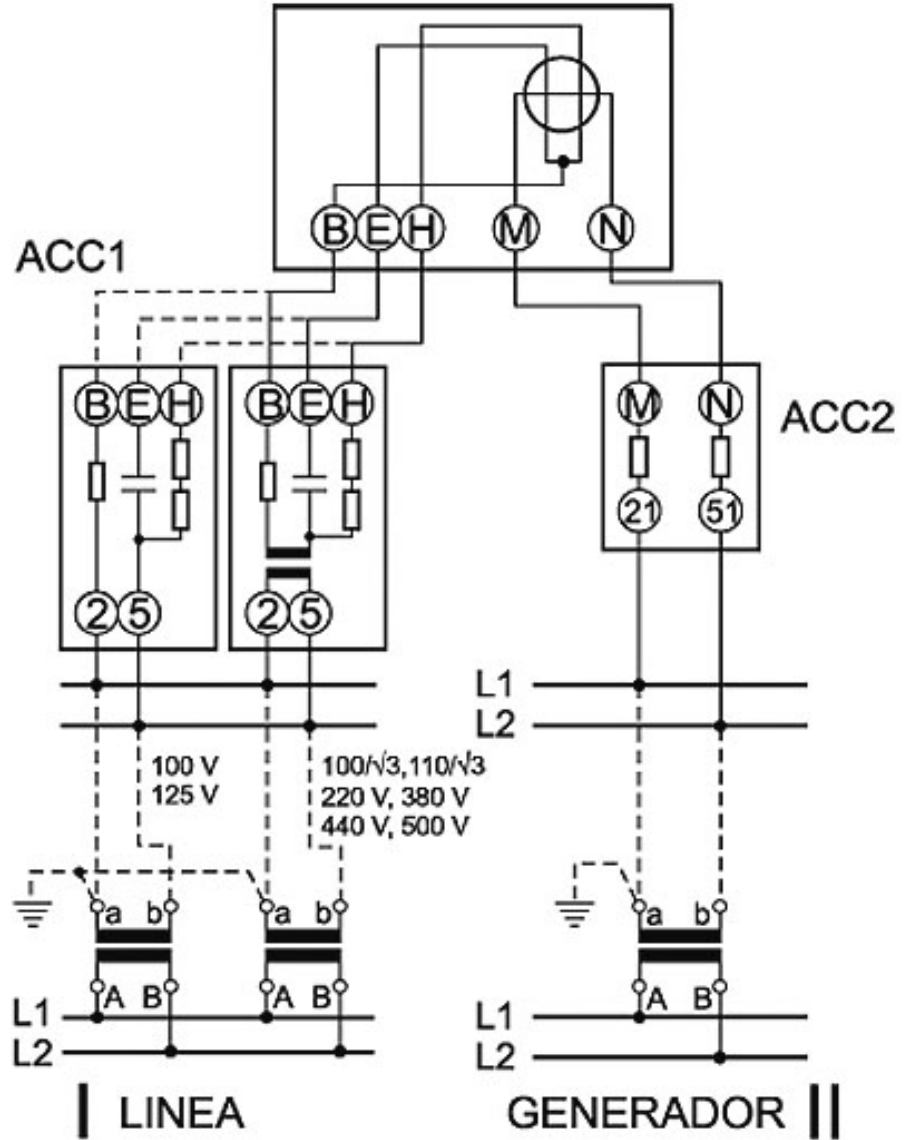 B E H M N
ACC1
B E H B E H M N
ACC2
21 51
2 5 2 5
L1
L2
100 V 100/√3,110/√3
125 V 220 V, 380 V
440 V, 500 V
a b a b a b
A B A B A B
L1 L1
L2 L2
I LINEA GENERADOR II